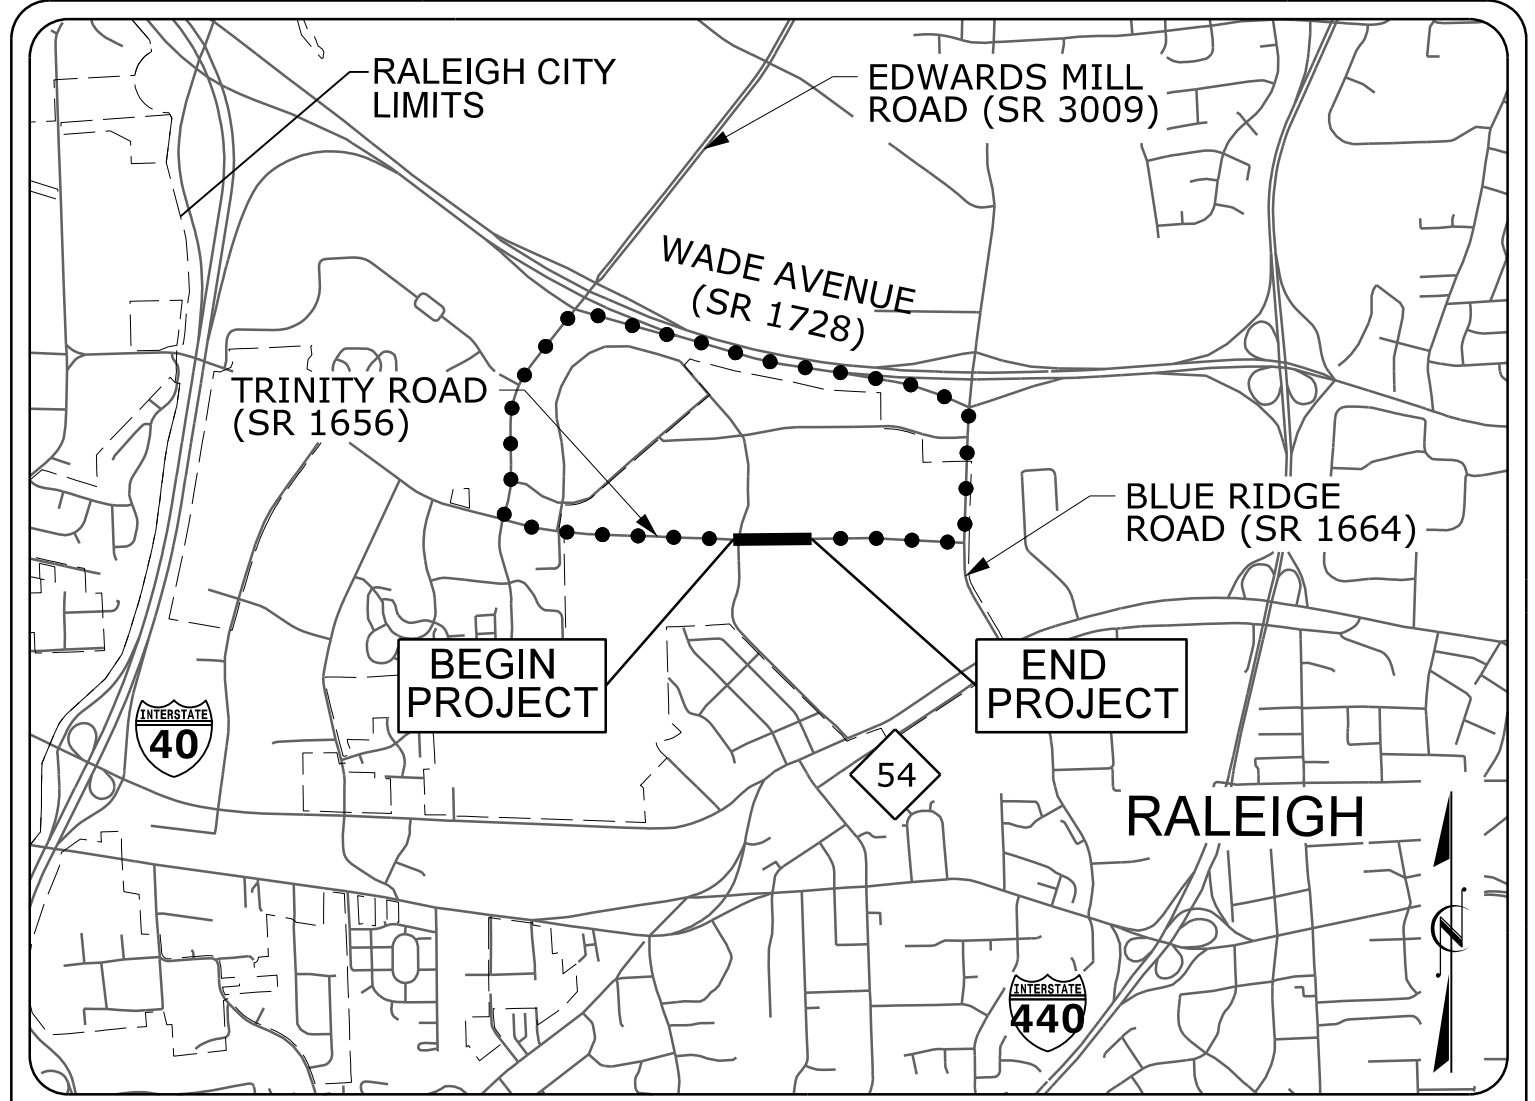 RALEIGH CITY
LIMITS
EDWARDS MILL
ROAD (SR 3009)
WADE AVENUE
(SR 1728)
TRINITY ROAD
(SR 1656)
BLUE RIDGE
ROAD (SR 1664)
BEGIN
PROJECT
END
PROJECT
INTERSTATE
40
54
RALEIGH
N
INTERSTATE
440